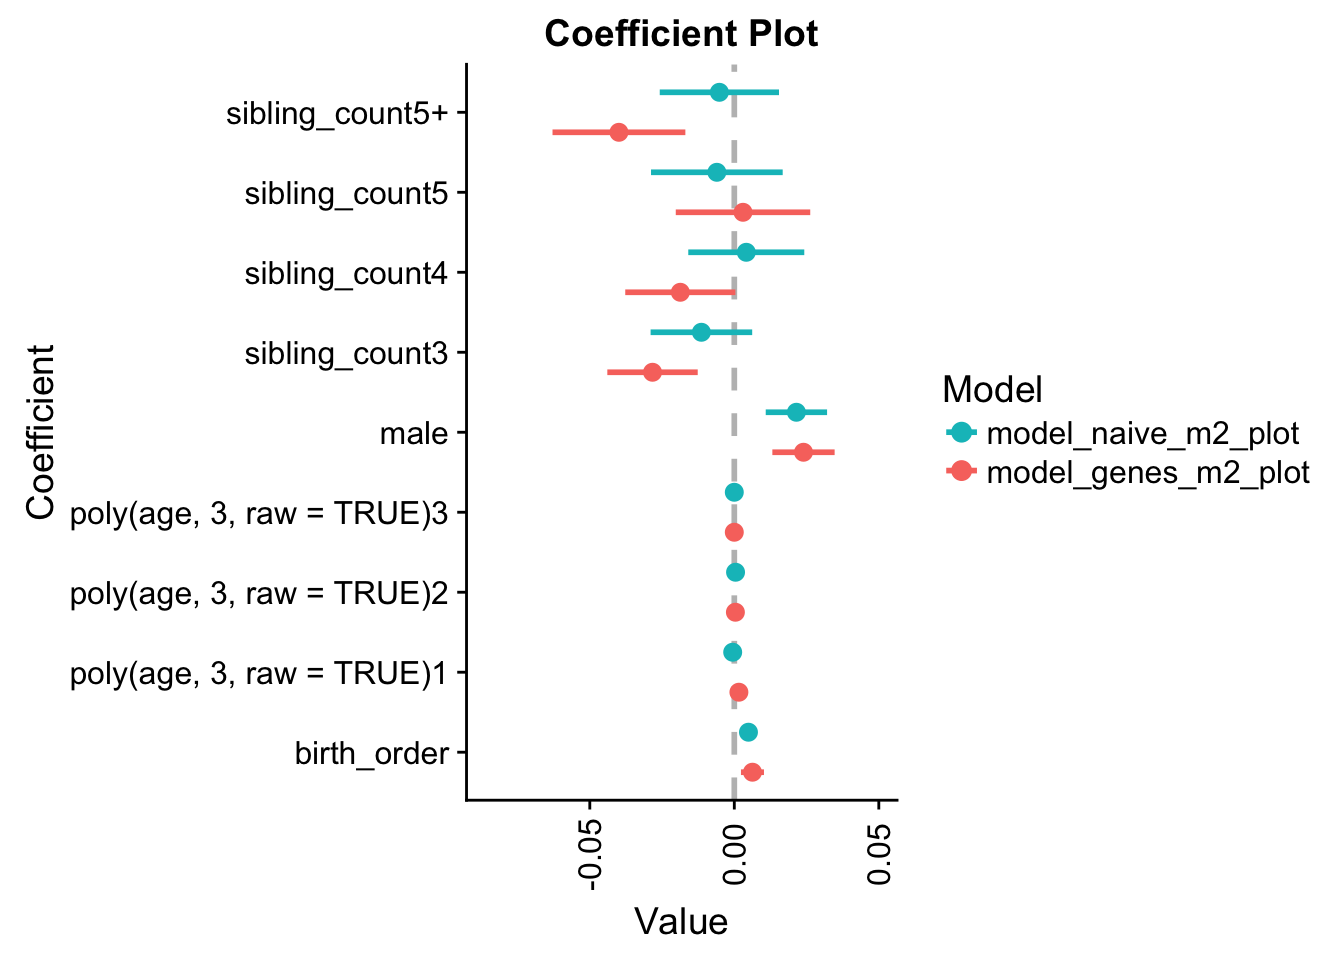 Coefficient Plot
Coefficient
sibling_count5+
sibling_count5
sibling_count4
sibling_count3
male
poly(age, 3, raw = TRUE)3
poly(age, 3, raw = TRUE)2
poly(age, 3, raw = TRUE)1
birth_order
-0.05
0.00
0.05
Value
Model
model_naive_m2_plot
model_genes_m2_plot